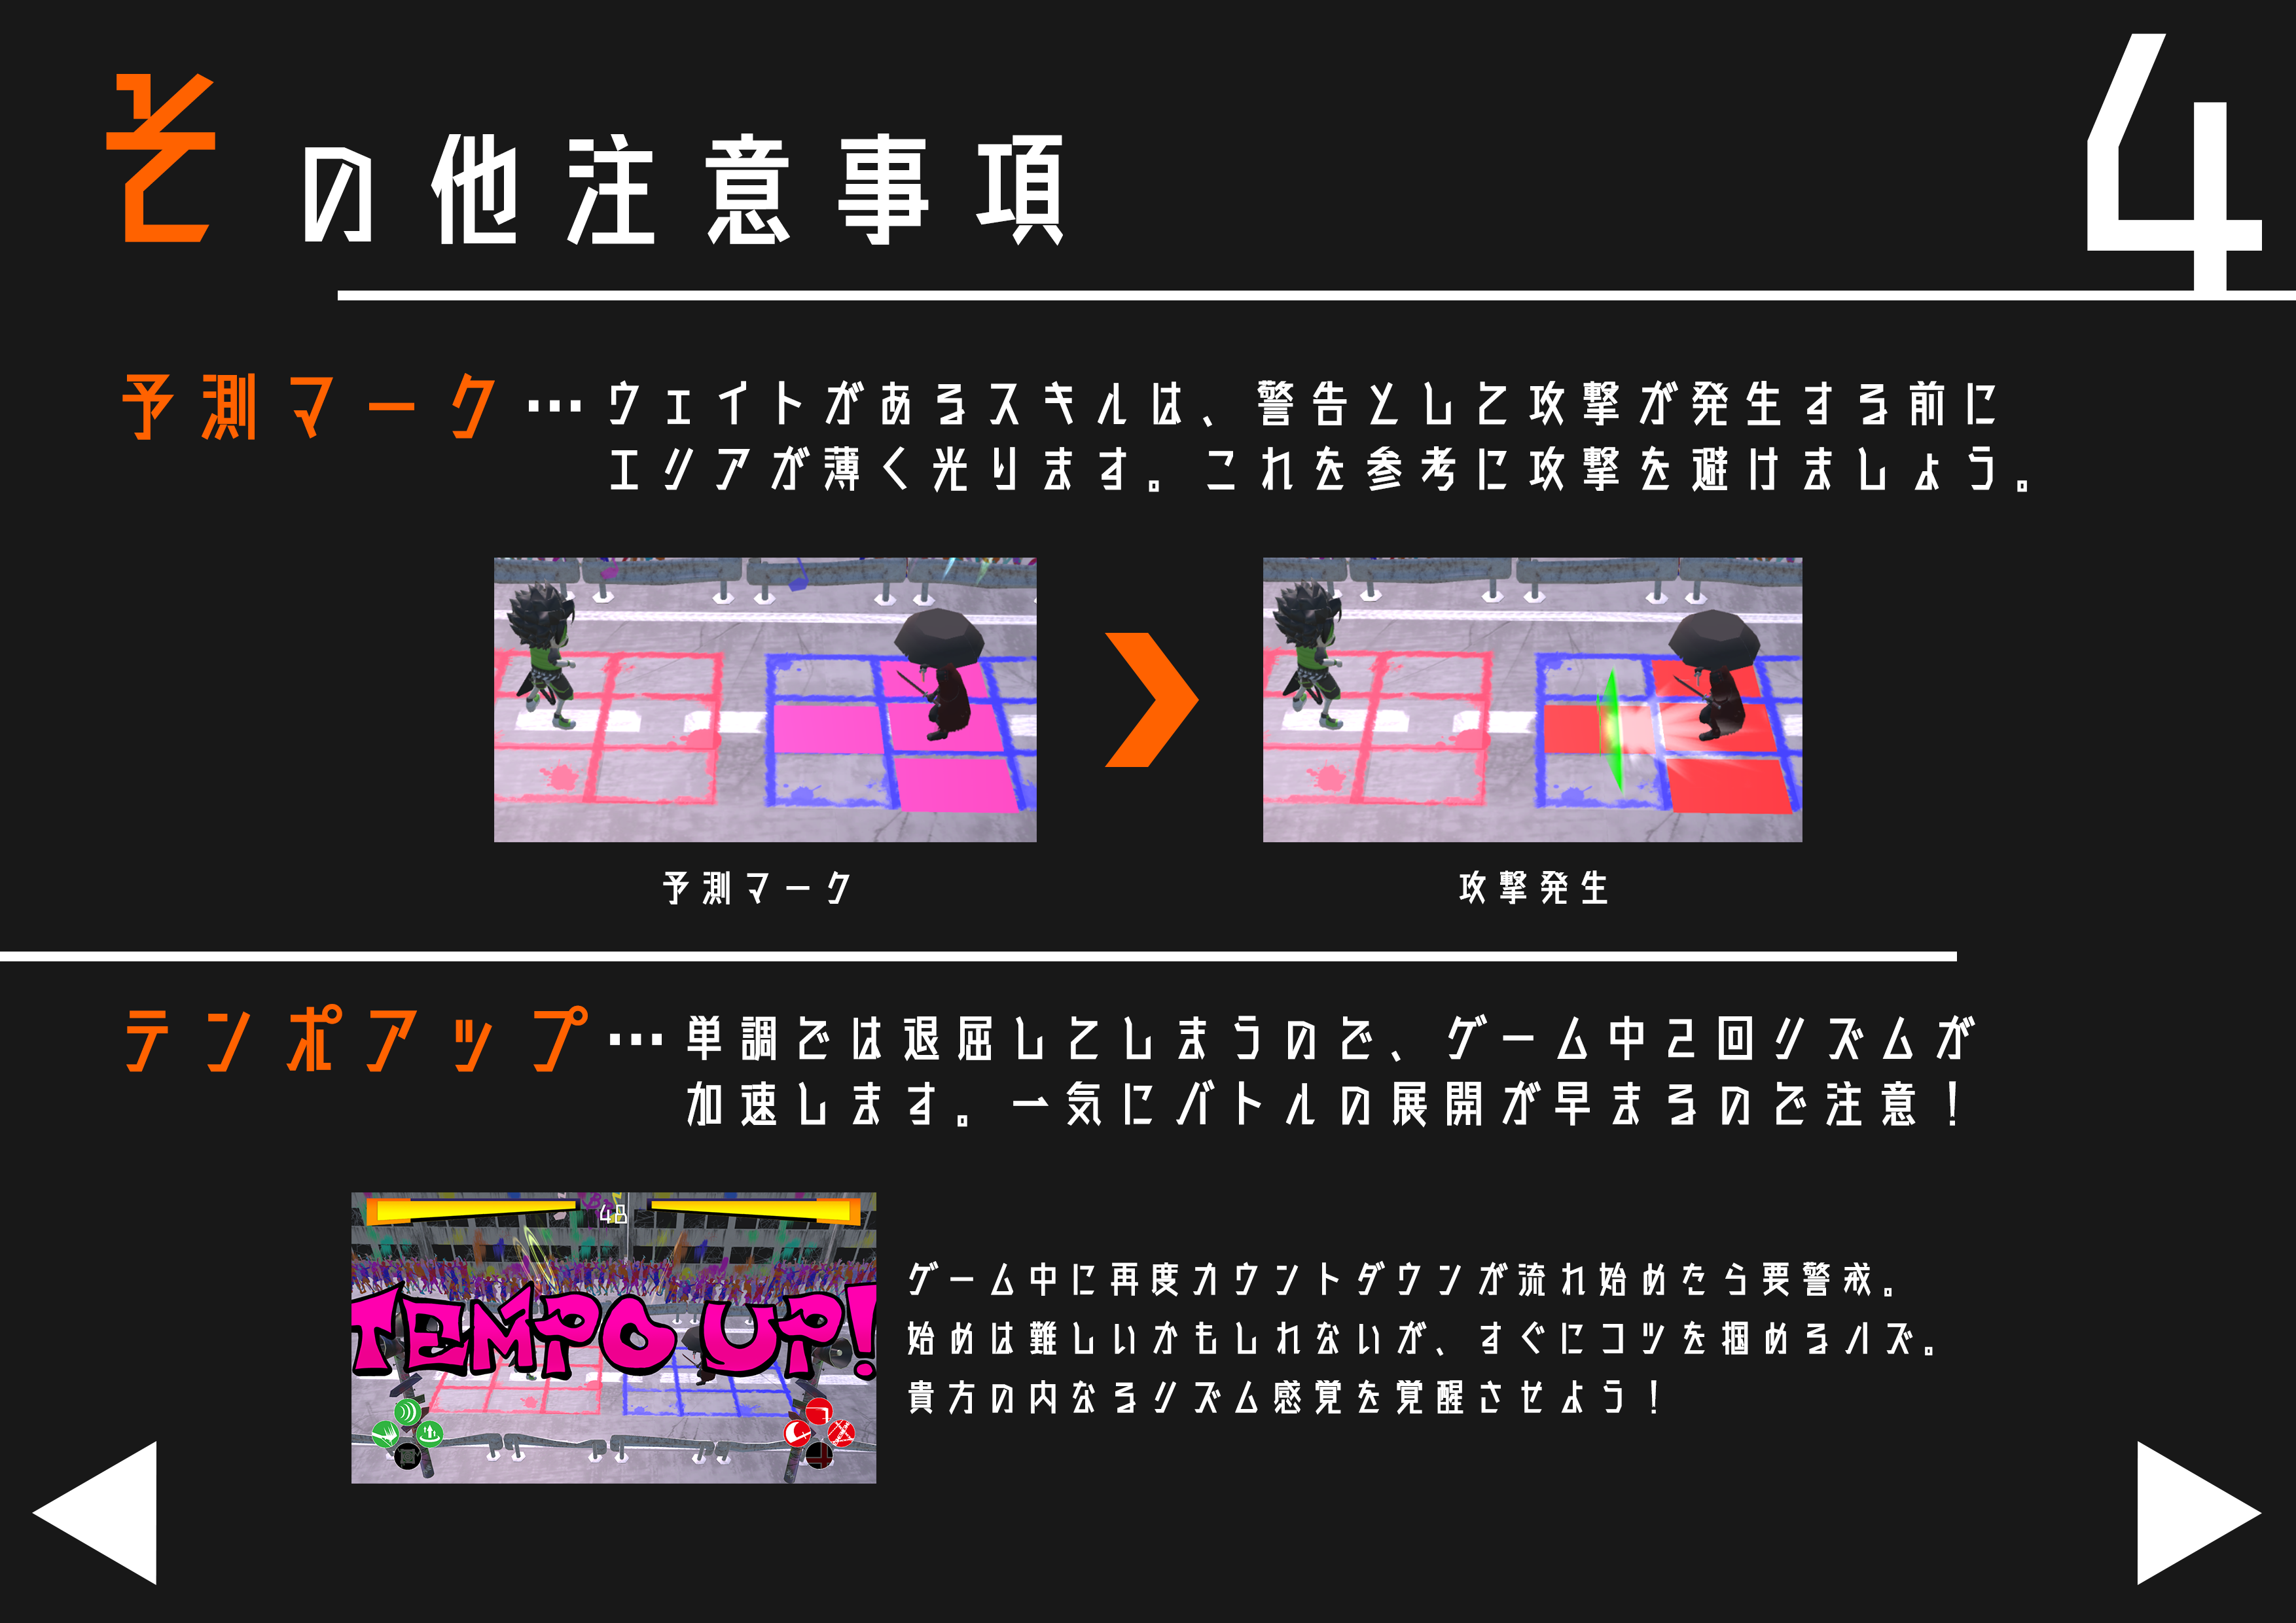 その他注意事項
4
予測マーク…ウェイトがあるスキルは、警告として攻撃が発生する前に
エリアが薄く光ります。これを参考に攻撃を避けましょう。
予測マーク
攻撃発生
テンポアップ…単調では退屈してしまうので、ゲーム中2回リズムが
加速します。一気にバトルの展開が早まるので注意！
48
TEMPO UP!
ゲーム中に再度カウントダウンが流れ始めたら要警戒。
始めは難しいかもしれないが、すぐにコツを掴めるハズ。
貴方の内なるリズム感覚を覚醒させよう！